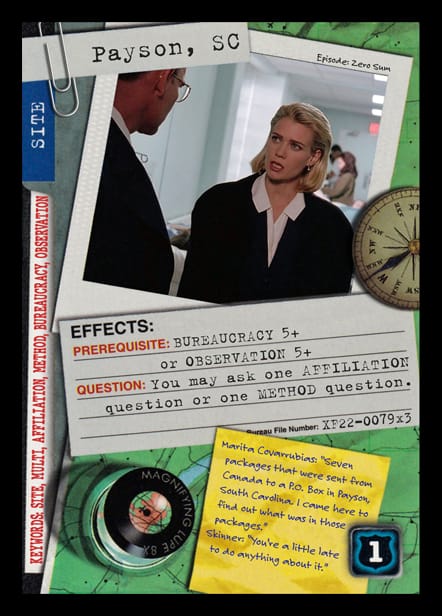 Payson, SC
Episode: Zero Sum
SITE
KEYWORDS: SITE, MULTI, AFFILIATION, METHOD, BUREAUCRACY, OBSERVATION
EFFECTS:
PREREQUISITE: BUREAUCRACY 5+
or OBSERVATION 5+
QUESTION: You may ask one AFFILIATION
question or one METHOD question.
Bureau File Number: XF22-0079x3
Marita Covarrubias: "Seven
packages that were sent from
Canada to a P.O. Box in Payson,
South Carolina. I came here to
find out what was in those
packages."
Skinner: "You're a little late
to do anything about it."
MAGNIFYING LUPE 8X
1